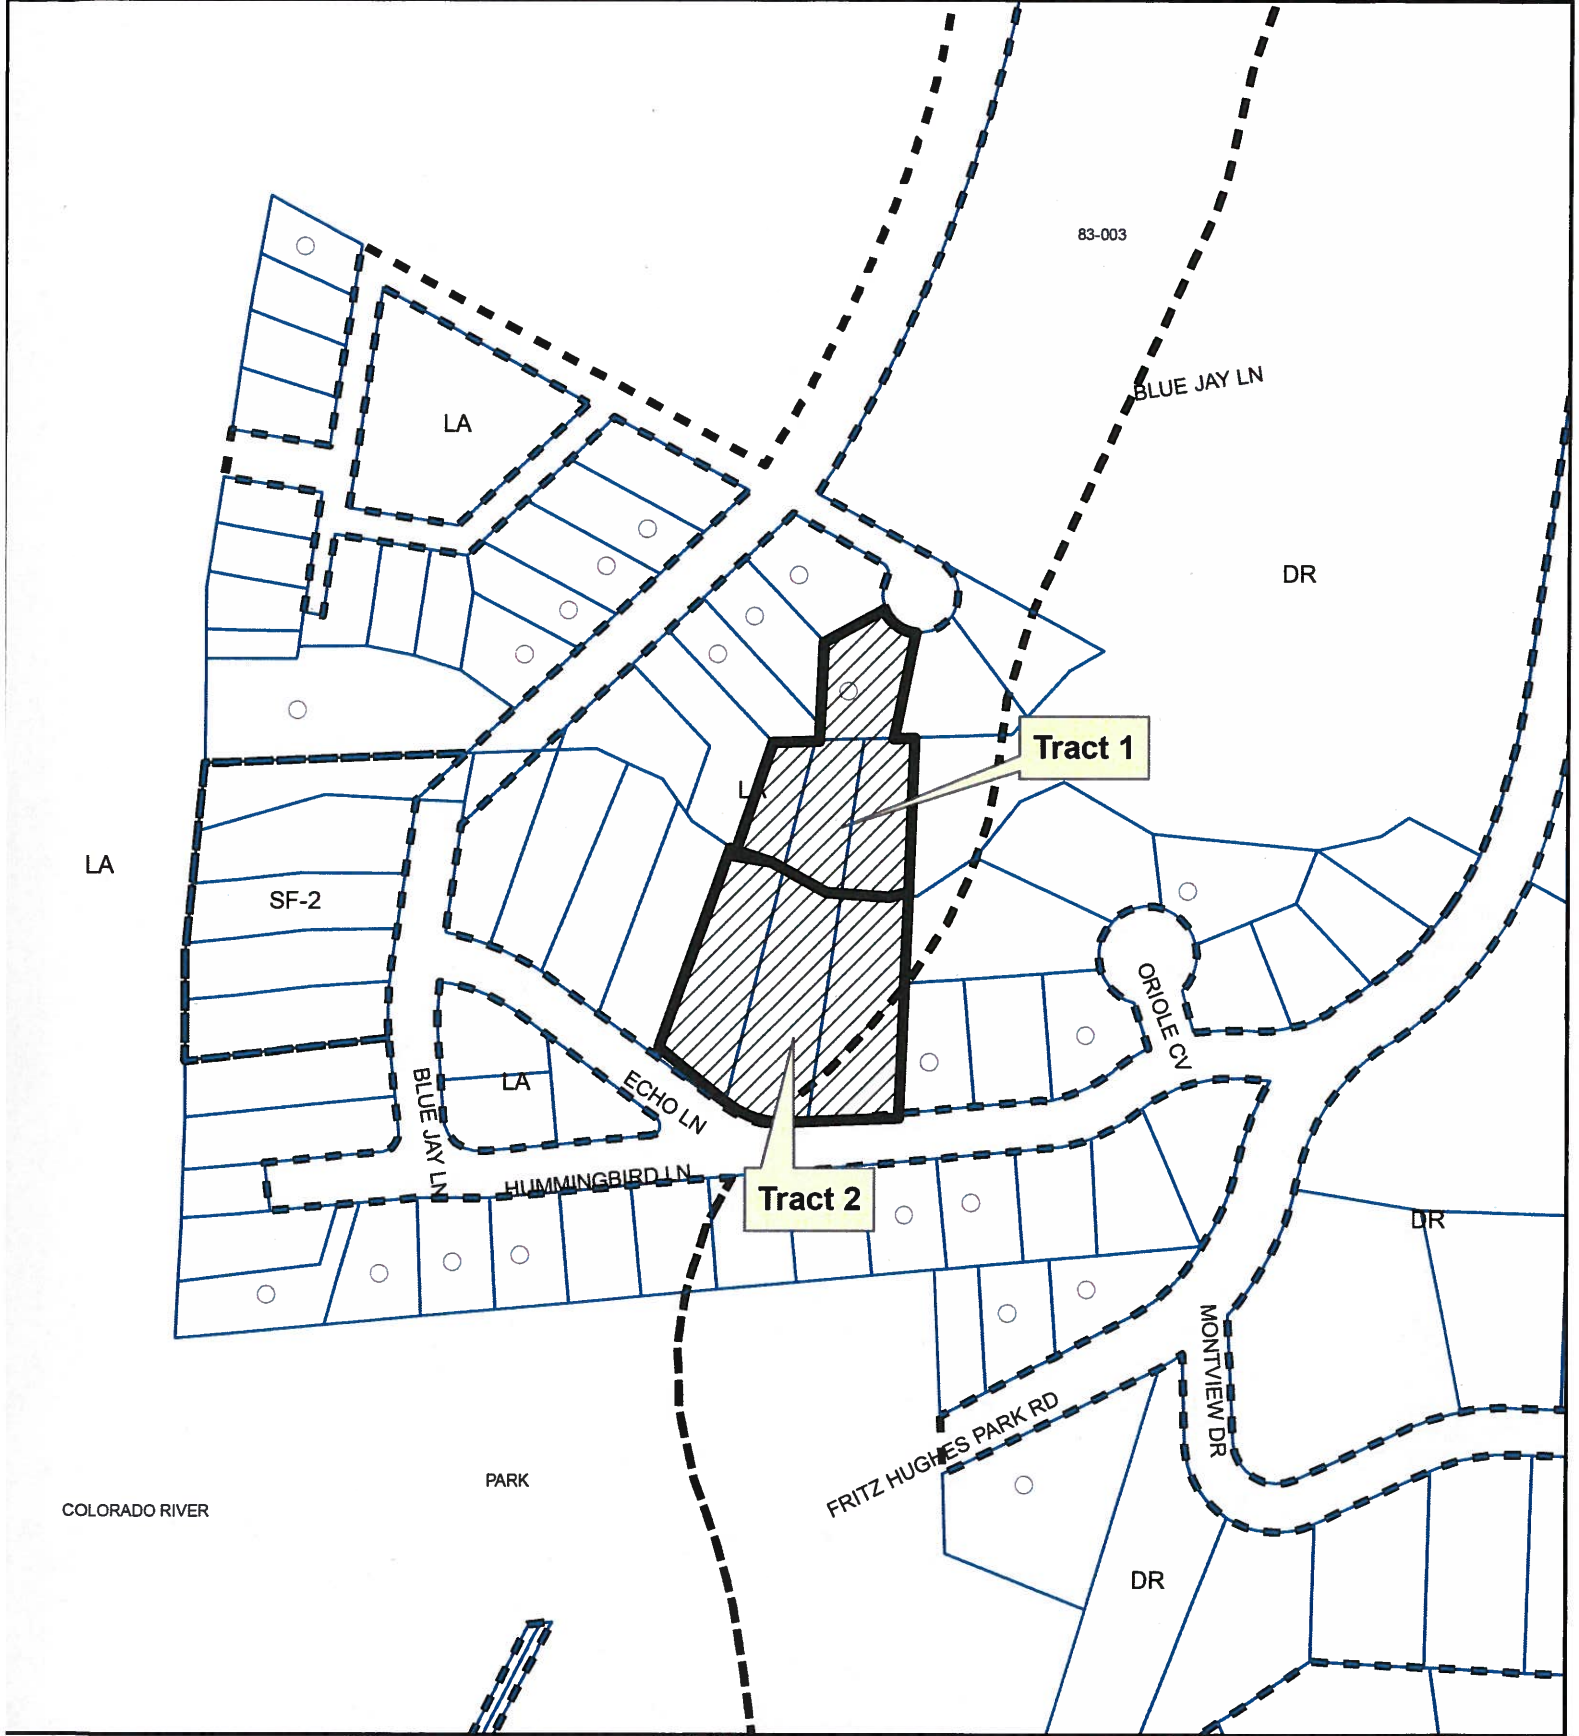 83-003
BLUE JAY LN
LA
DR
Tract 1
LA
LA
SF-2
ORIOLE CV
LA
ECHO LN
BLUE JAY LN
HUMMINGBIRD LN
Tract 2
DR
MONTVIEW DR
FRITZ HUGHES PARK RD
PARK
COLORADO RIVER
DR